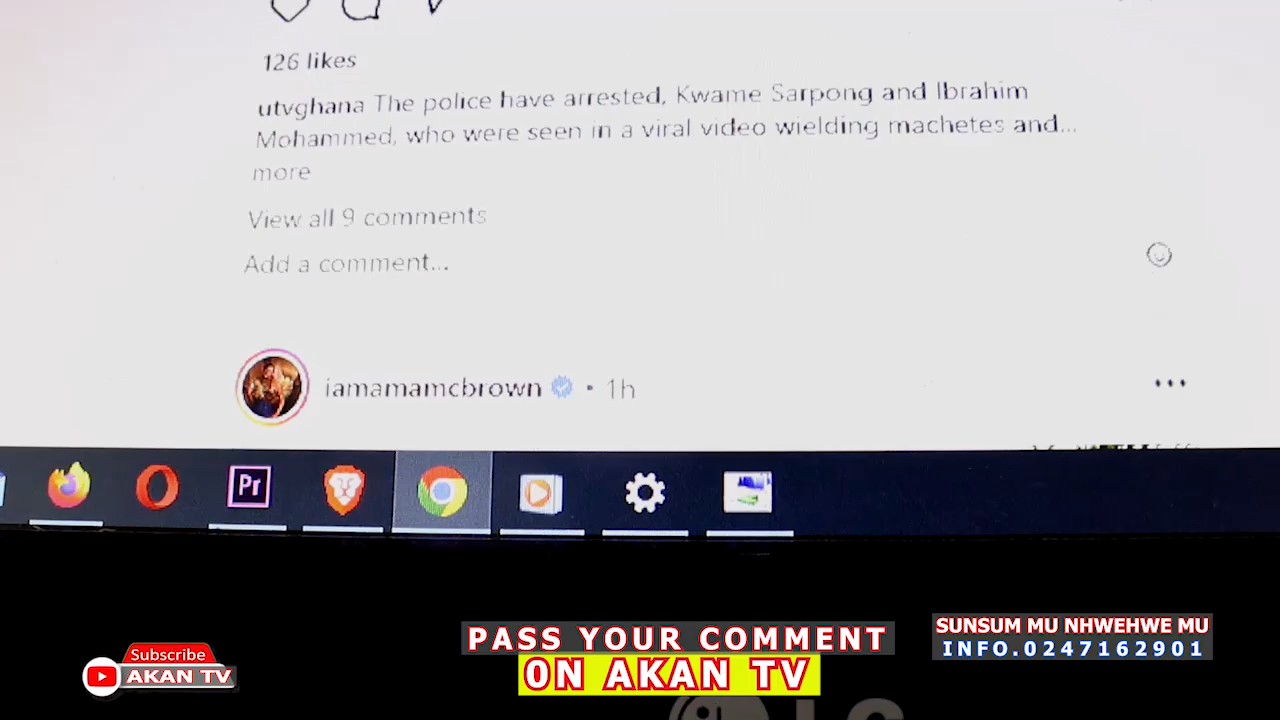 126 likes
utvghana The police have arrested, Kwame Sarpong and Ibrahim
Mohammed, who were seen in a viral video wielding machetes and...
more
View all 9 comments
Add a comment...
iamamamcbrown • 1h
Pr
Subscribe
AKAN TV
PASS YOUR COMMENT
ON AKAN TV
SUNSUM MU NHWEHWE MU
INFO.0247162901
LG